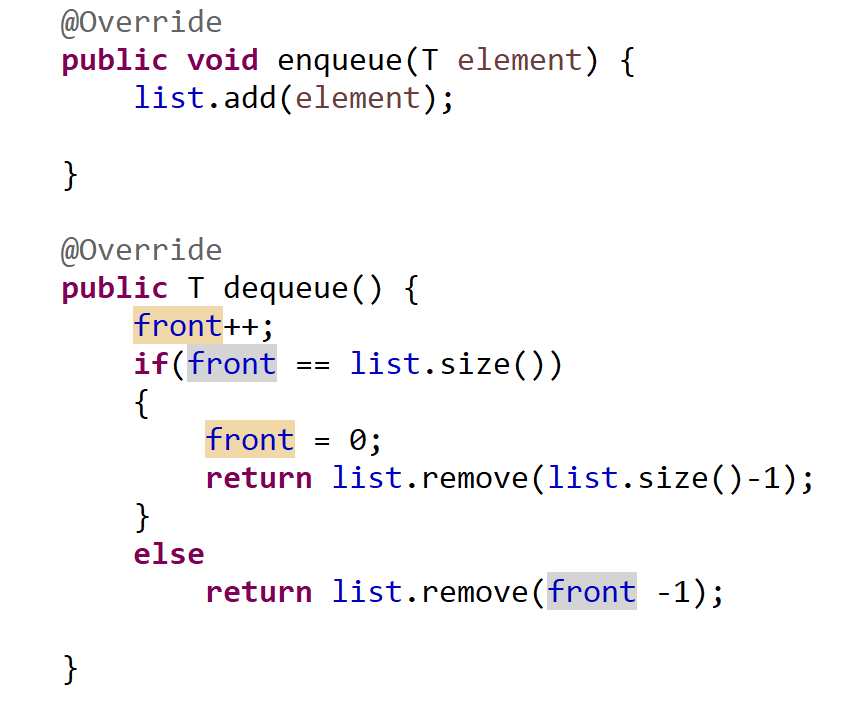 @Override
public void enqueue(T element) {
    list.add(element);

}

@Override
public T dequeue() {
    front++;
    if(front == list.size())
    {
        front = 0;
        return list.remove(list.size()-1);
    }
    else
        return list.remove(front -1);

}